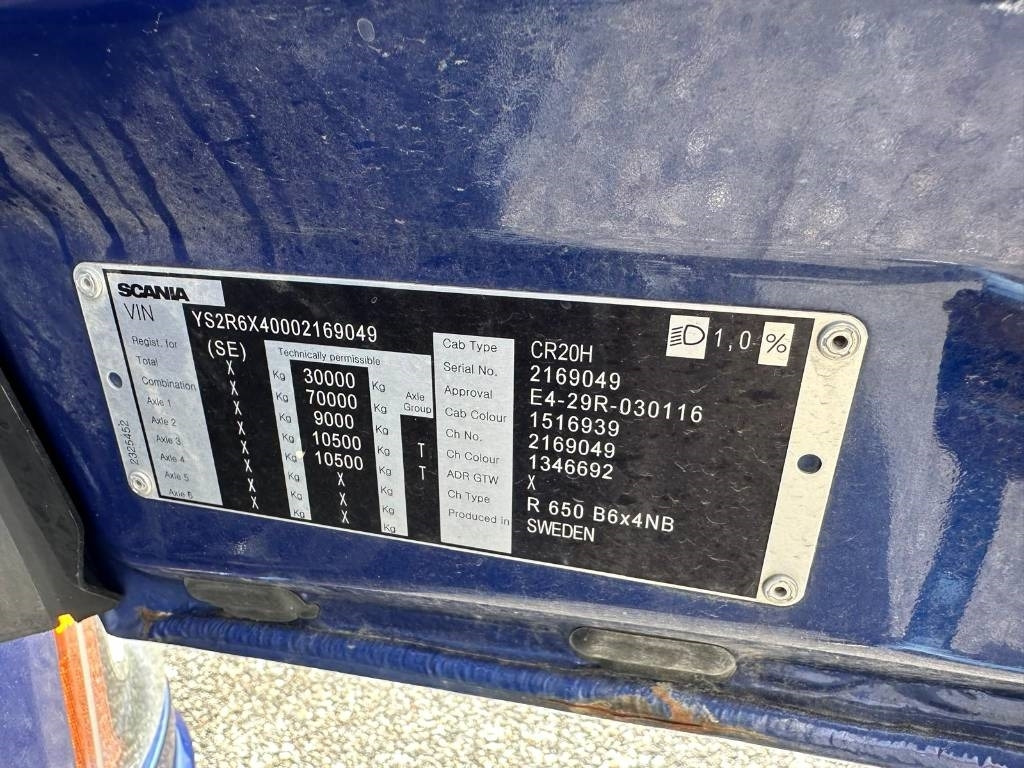 SCANIA
VIN YS2R6X40002169049
Regist. for (SE)
Technically permissible
Total X Kg 30000 Kg
Combination X Kg 70000 Kg Axle Group
Axle 1 X Kg 9000 Kg
Axle 2 X Kg 10500 Kg T
Axle 3 X Kg 10500 Kg T
Axle 4 X Kg X Kg
Axle 5 X Kg X Kg
Axle 6 X Kg X Kg
2325452
1,0 %
Cab Type CR20H
Serial No. 2169049
Approval E4-29R-030116
Cab Colour 1516939
Ch No. 2169049
Ch Colour 1346692
ADR GTW X
Ch Type R 650 B6x4NB
Produced in SWEDEN